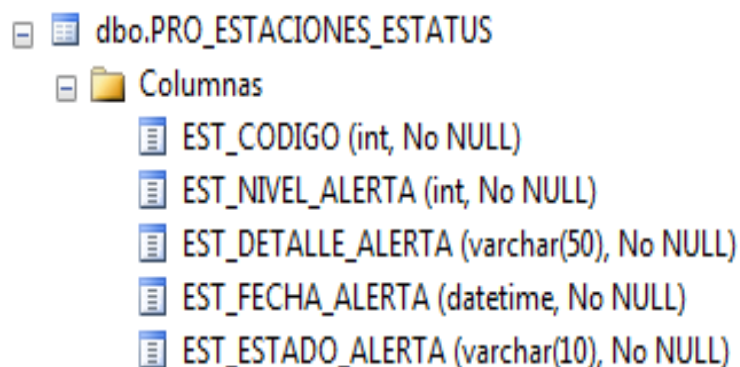 dbo.PRO_ESTACIONES_ESTATUS
Columnas
EST_CODIGO (int, No NULL)
EST_NIVEL_ALERTA (int, No NULL)
EST_DETALLE_ALERTA (varchar(50), No NULL)
EST_FECHA_ALERTA (datetime, No NULL)
EST_ESTADO_ALERTA (varchar(10), No NULL)